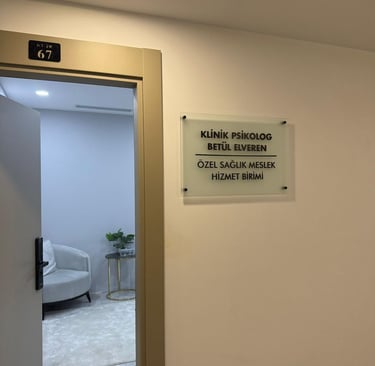 67
KLİNİK PSİKOLOG
BETÜL ELVEREN
ÖZEL SAĞLIK MESLEK
HİZMET BİRİMİ